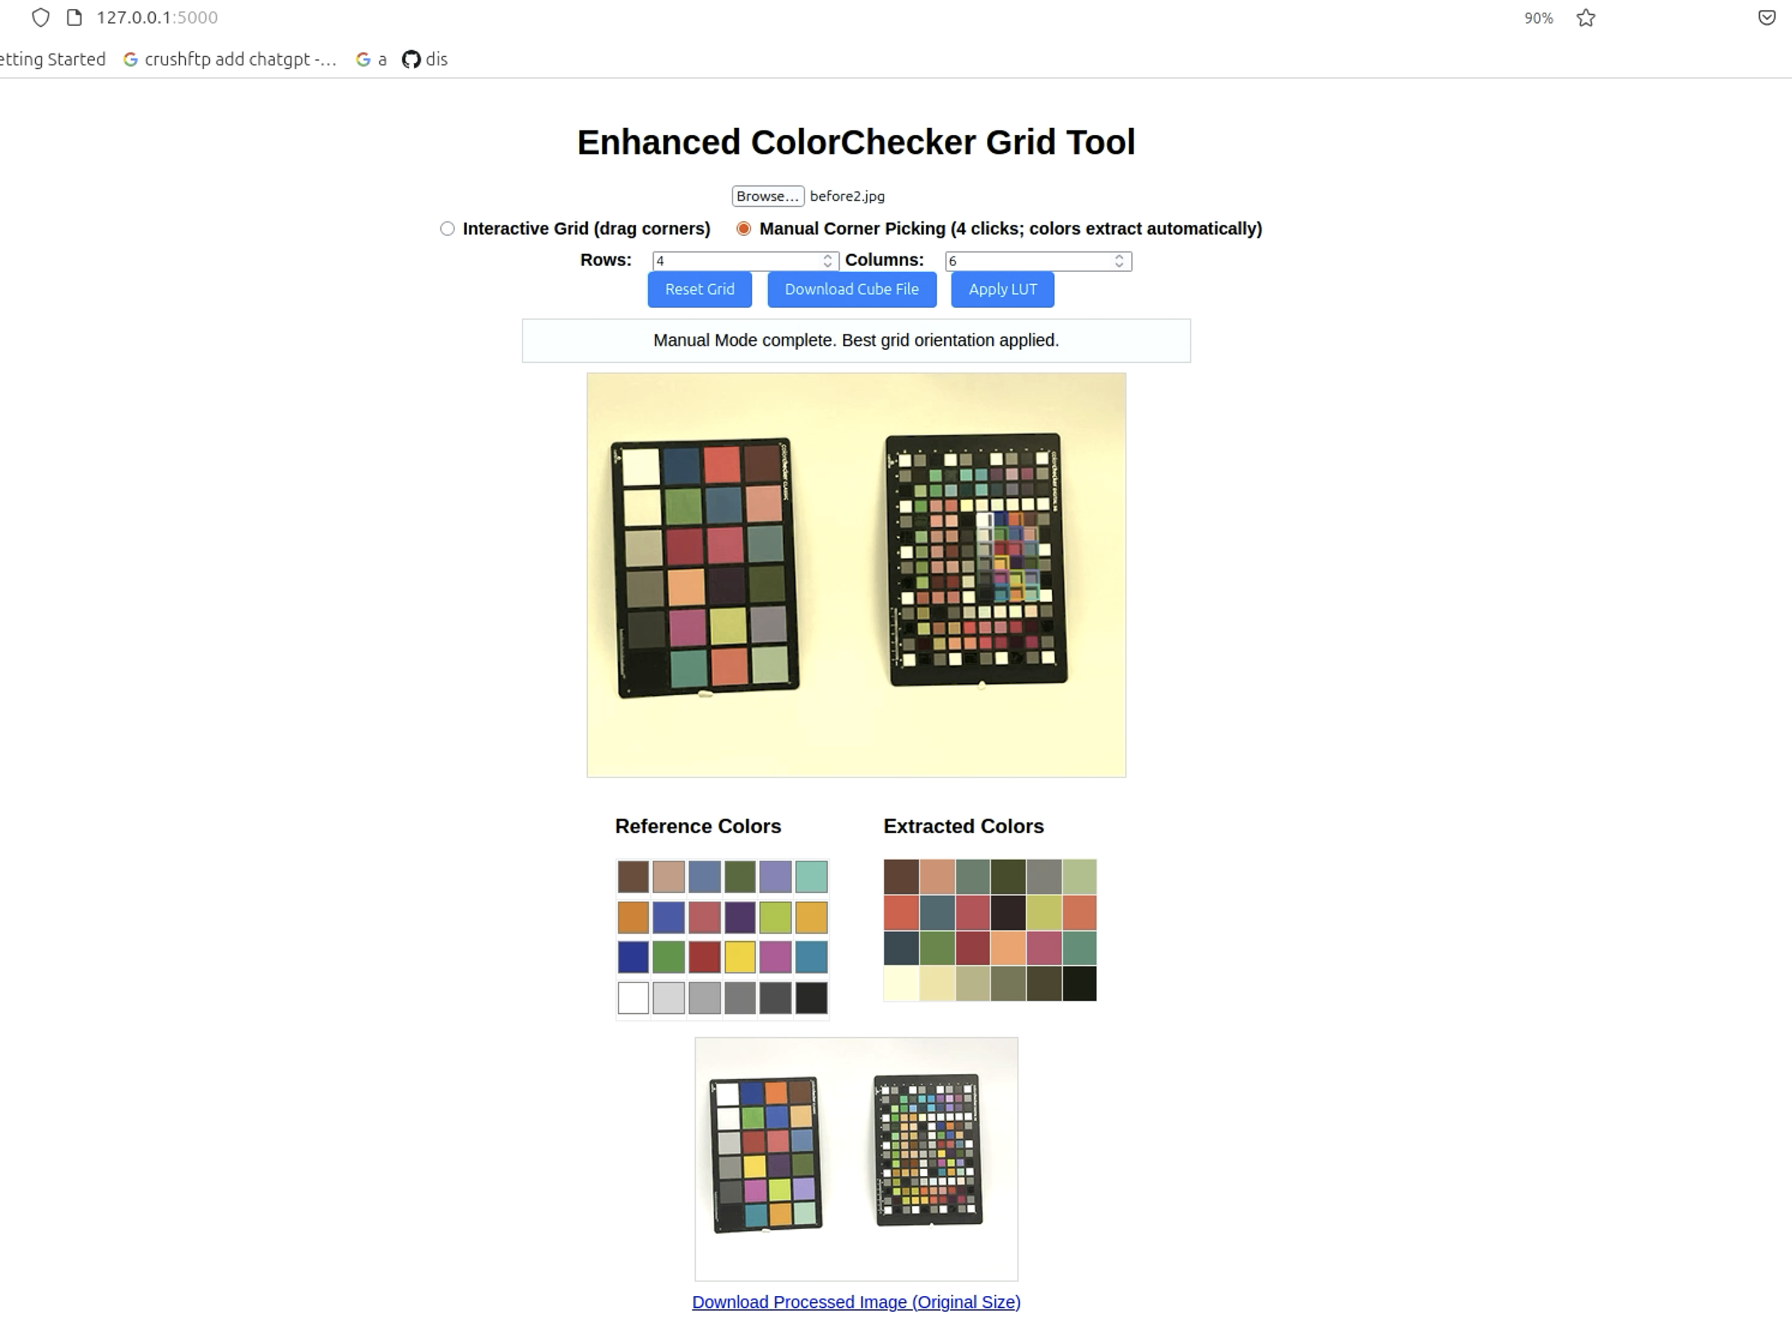 127.0.0.1:5000
90%
etting Started
crushftp add chatgpt -...
a
dis
Enhanced ColorChecker Grid Tool
Browse... before2.jpg
Interactive Grid (drag corners) Manual Corner Picking (4 clicks; colors extract automatically)
Rows: 4 Columns: 6
Reset Grid Download Cube File Apply LUT
Manual Mode complete. Best grid orientation applied.
Reference Colors Extracted Colors
Download Processed Image (Original Size)